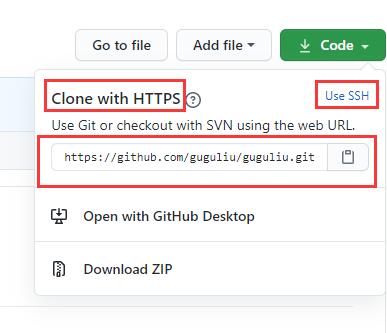 Go to file Add file Code
Clone with HTTPS ? Use SSH
Use Git or checkout with SVN using the web URL.
https://github.com/guguliu/guguliu.git
Open with GitHub Desktop
Download ZIP